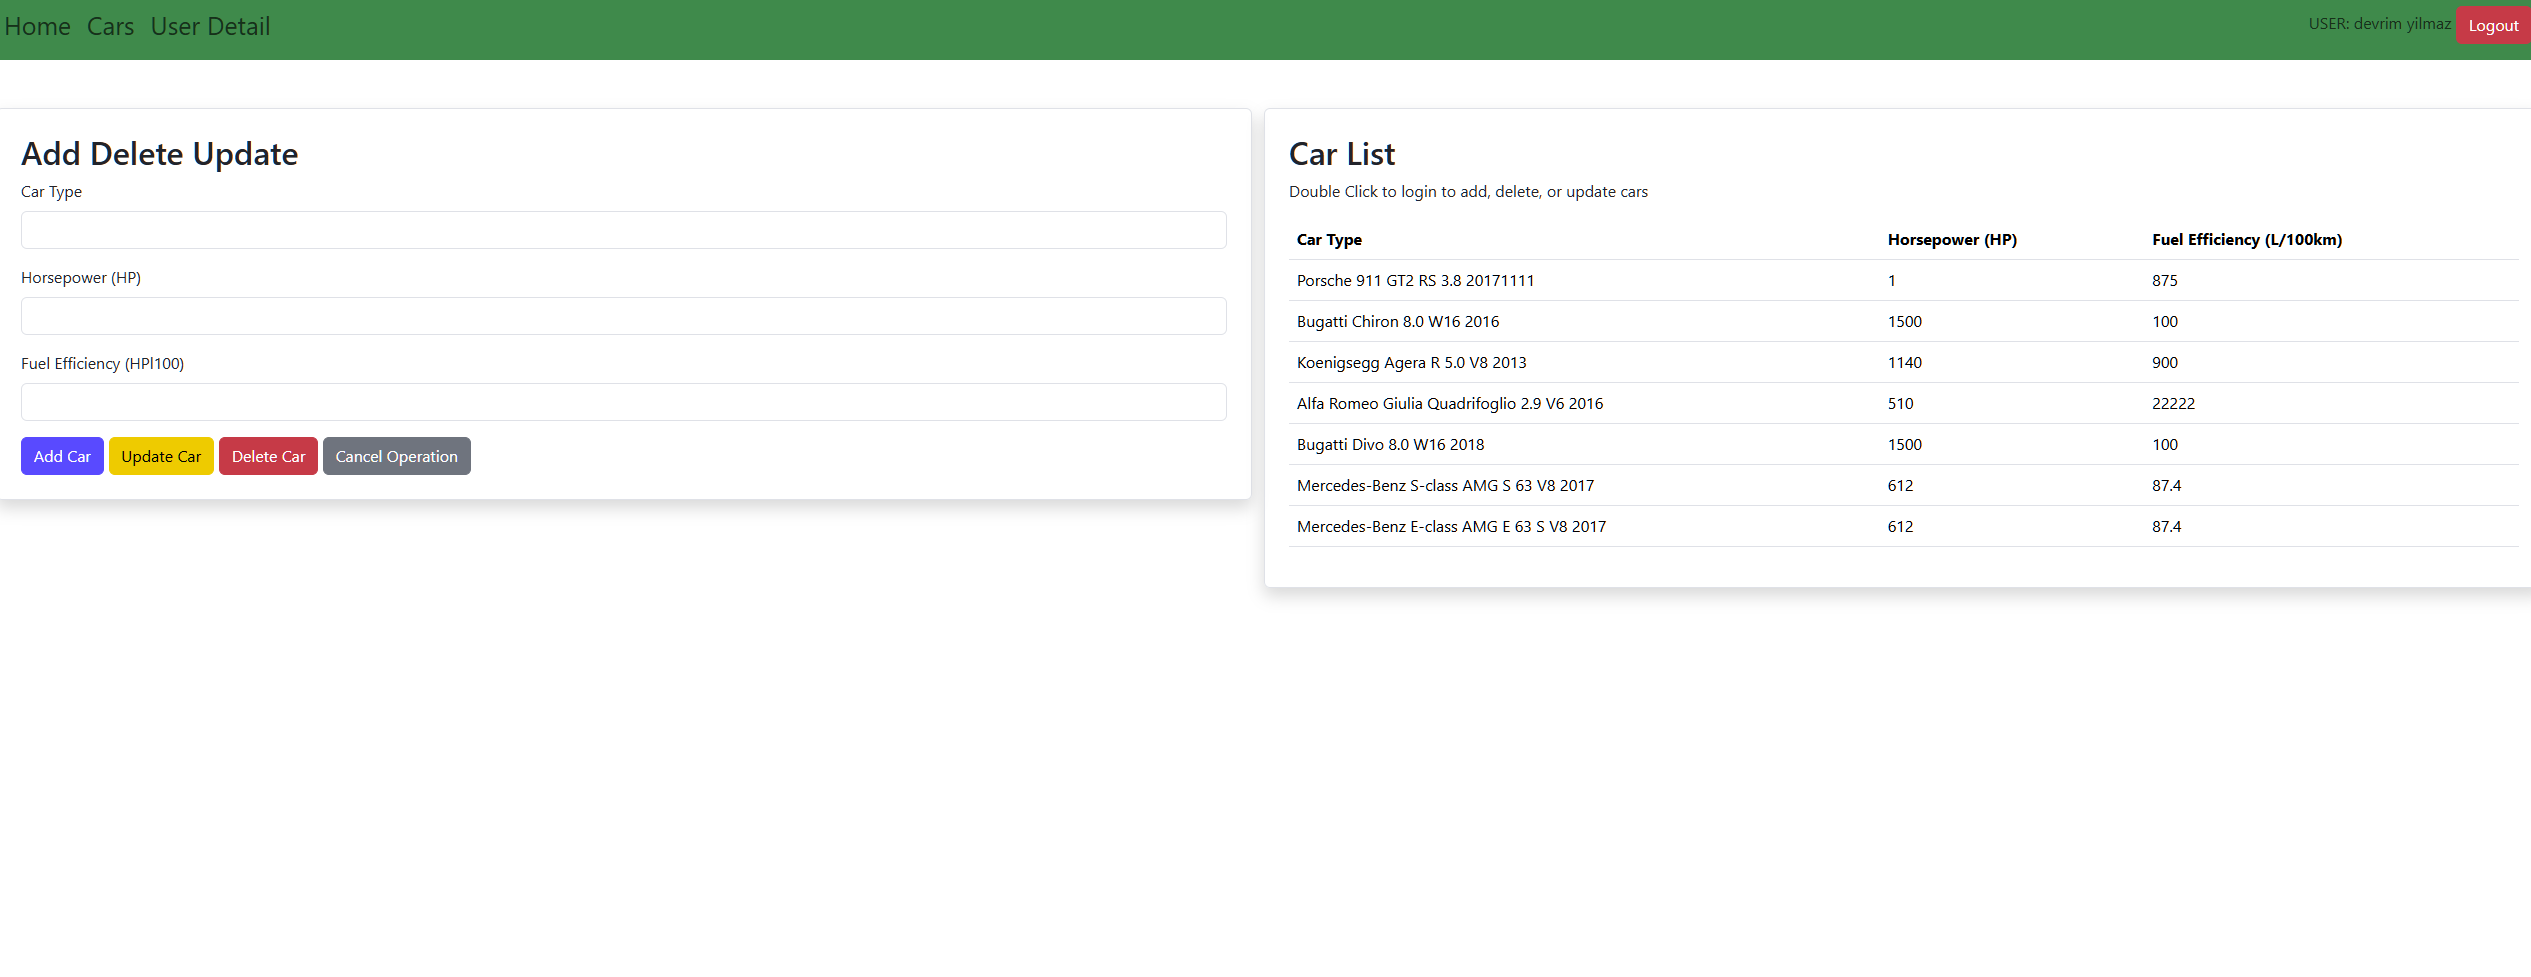 Home Cars User Detail USER: devrim yilmaz Logout
Add Delete Update
Car Type
Horsepower (HP)
Fuel Efficiency (HPl100)
Add Car Update Car Delete Car Cancel Operation
Car List
Double Click to login to add, delete, or update cars
Car Type Horsepower (HP) Fuel Efficiency (L/100km)
Porsche 911 GT2 RS 3.8 20171111 1 875
Bugatti Chiron 8.0 W16 2016 1500 100
Koenigsegg Agera R 5.0 V8 2013 1140 900
Alfa Romeo Giulia Quadrifoglio 2.9 V6 2016 510 22222
Bugatti Divo 8.0 W16 2018 1500 100
Mercedes-Benz S-class AMG S 63 V8 2017 612 87.4
Mercedes-Benz E-class AMG E 63 S V8 2017 612 87.4